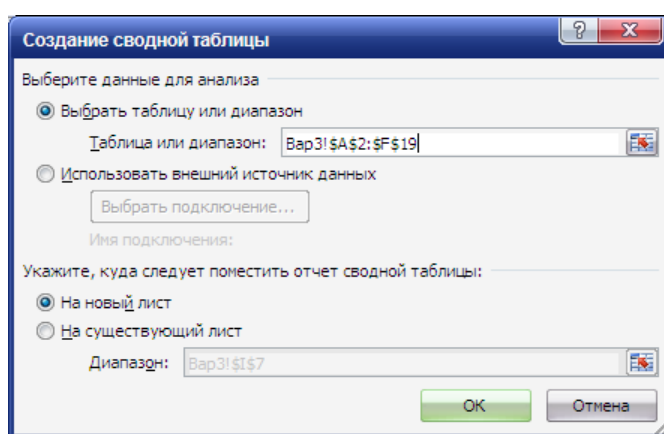 Создание сводной таблицы
Выберите данные для анализа
Выбрать таблицу или диапазон
Таблица или диапазон: Вар3!$A$2:$F$19
Использовать внешний источник данных
Выбрать подключение...
Имя подключения:
Укажите, куда следует поместить отчет сводной таблицы:
На новый лист
На существующий лист
Диапазон: Вар3!$I$7
ОК Отмена